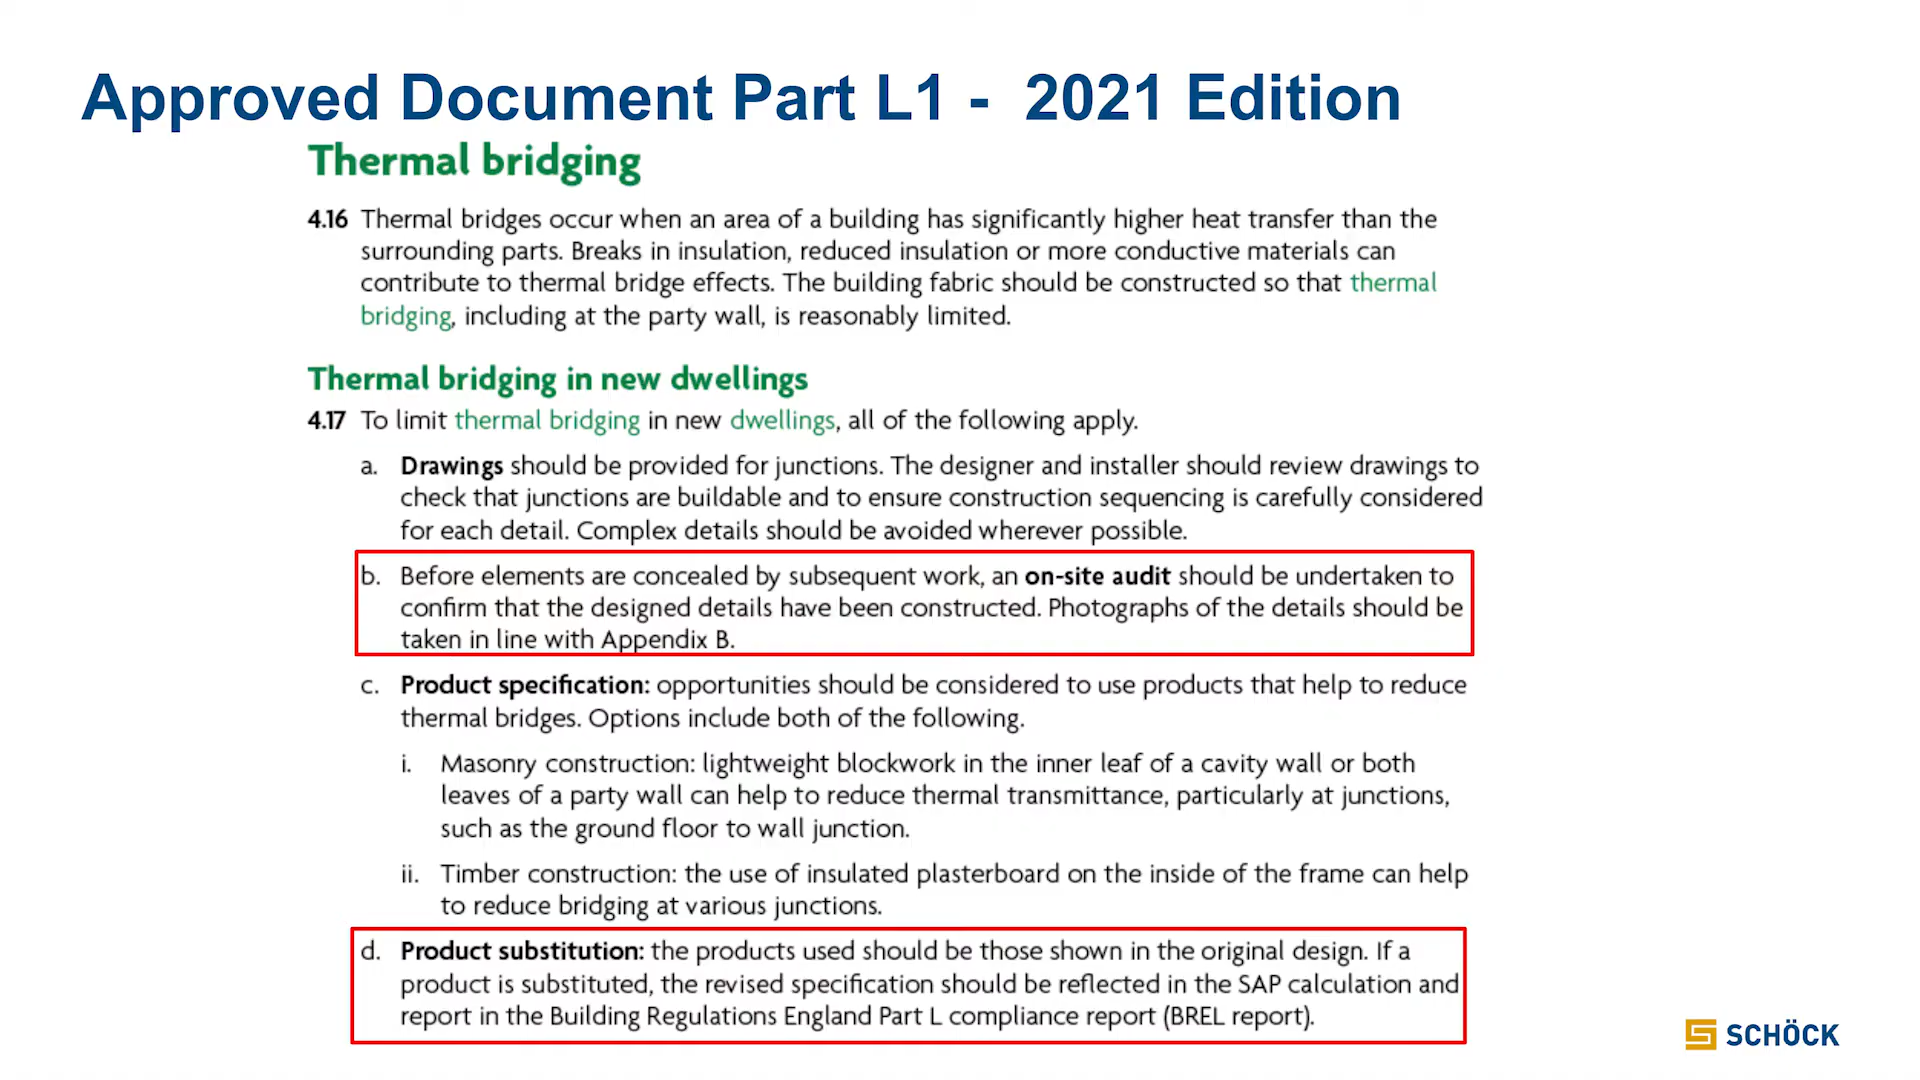 Approved Document Part L1 - 2021 Edition
Thermal bridging
4.16 Thermal bridges occur when an area of a building has significantly higher heat transfer than the
surrounding parts. Breaks in insulation, reduced insulation or more conductive materials can
contribute to thermal bridge effects. The building fabric should be constructed so that thermal
bridging, including at the party wall, is reasonably limited.
Thermal bridging in new dwellings
4.17 To limit thermal bridging in new dwellings, all of the following apply.
a. Drawings should be provided for junctions. The designer and installer should review drawings to
check that junctions are buildable and to ensure construction sequencing is carefully considered
for each detail. Complex details should be avoided wherever possible.
b. Before elements are concealed by subsequent work, an on-site audit should be undertaken to
confirm that the designed details have been constructed. Photographs of the details should be
taken in line with Appendix B.
c. Product specification: opportunities should be considered to use products that help to reduce
thermal bridges. Options include both of the following.
i. Masonry construction: lightweight blockwork in the inner leaf of a cavity wall or both
leaves of a party wall can help to reduce thermal transmittance, particularly at junctions,
such as the ground floor to wall junction.
ii. Timber construction: the use of insulated plasterboard on the inside of the frame can help
to reduce bridging at various junctions.
d. Product substitution: the products used should be those shown in the original design. If a
product is substituted, the revised specification should be reflected in the SAP calculation and
report in the Building Regulations England Part L compliance report (BREL report).
SCHÖCK